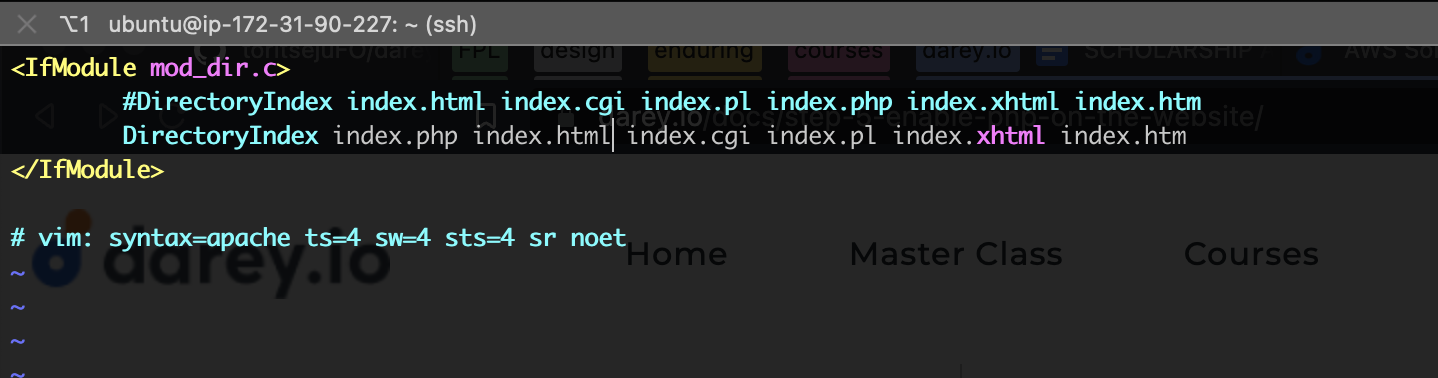 ⌥1 ubuntu@ip-172-31-90-227: ~ (ssh)
toritsejuFO/dare FPL design enduring courses darey.io SCHOLARSHIP AWS Sol
<IfModule mod_dir.c>
#DirectoryIndex index.html index.cgi index.pl index.php index.xhtml index.htm
darey.io/docs/step-5-enable-php-on-the-website/
DirectoryIndex index.php index.html index.cgi index.pl index.xhtml index.htm
</IfModule>
# vim: syntax=apache ts=4 sw=4 sts=4 sr noet
darey.io Home Master Class Courses
~
~
~
~